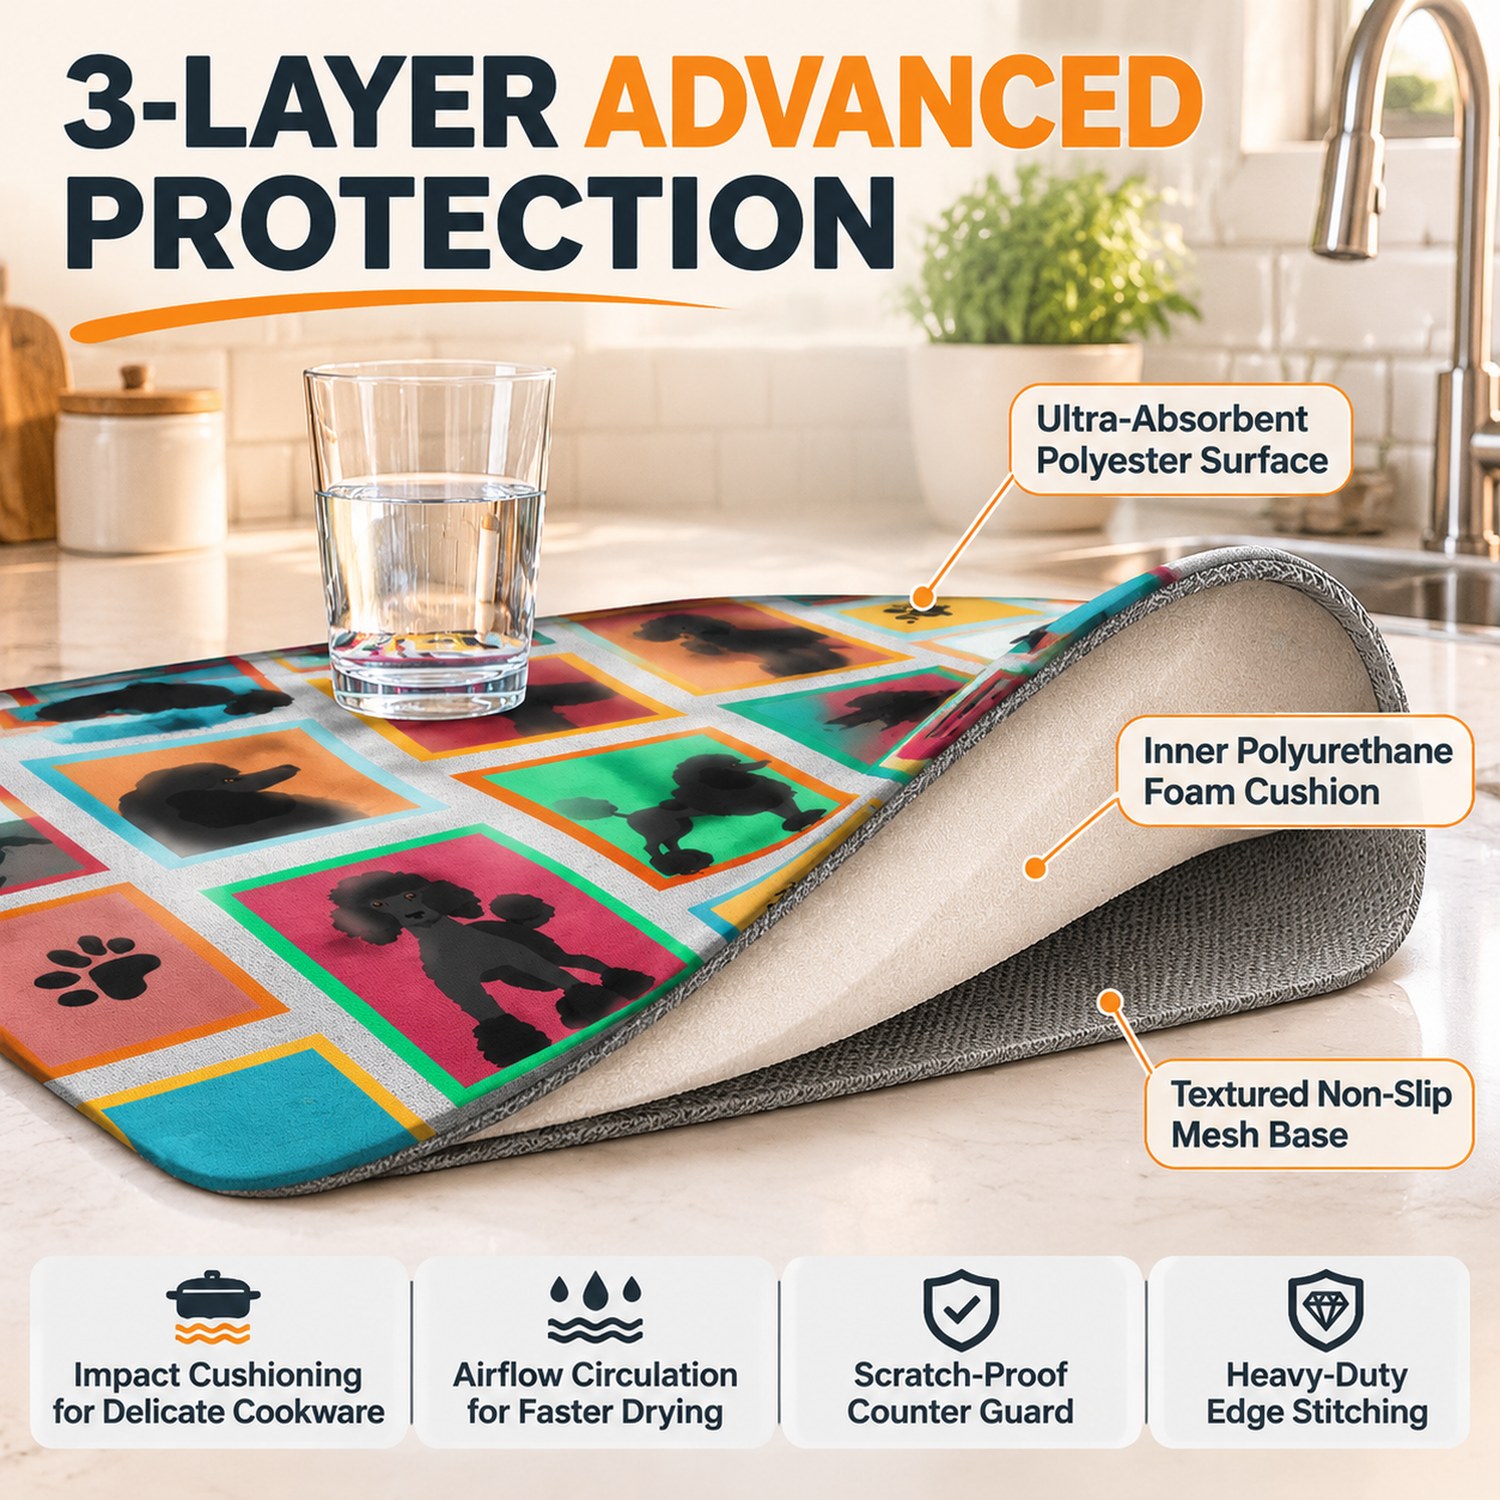 3-LAYER ADVANCED
PROTECTION
Ultra-Absorbent
Polyester Surface
Inner Polyurethane
Foam Cushion
Textured Non-Slip
Mesh Base
Impact Cushioning
for Delicate Cookware
Airflow Circulation
for Faster Drying
Scratch-Proof
Counter Guard
Heavy-Duty
Edge Stitching